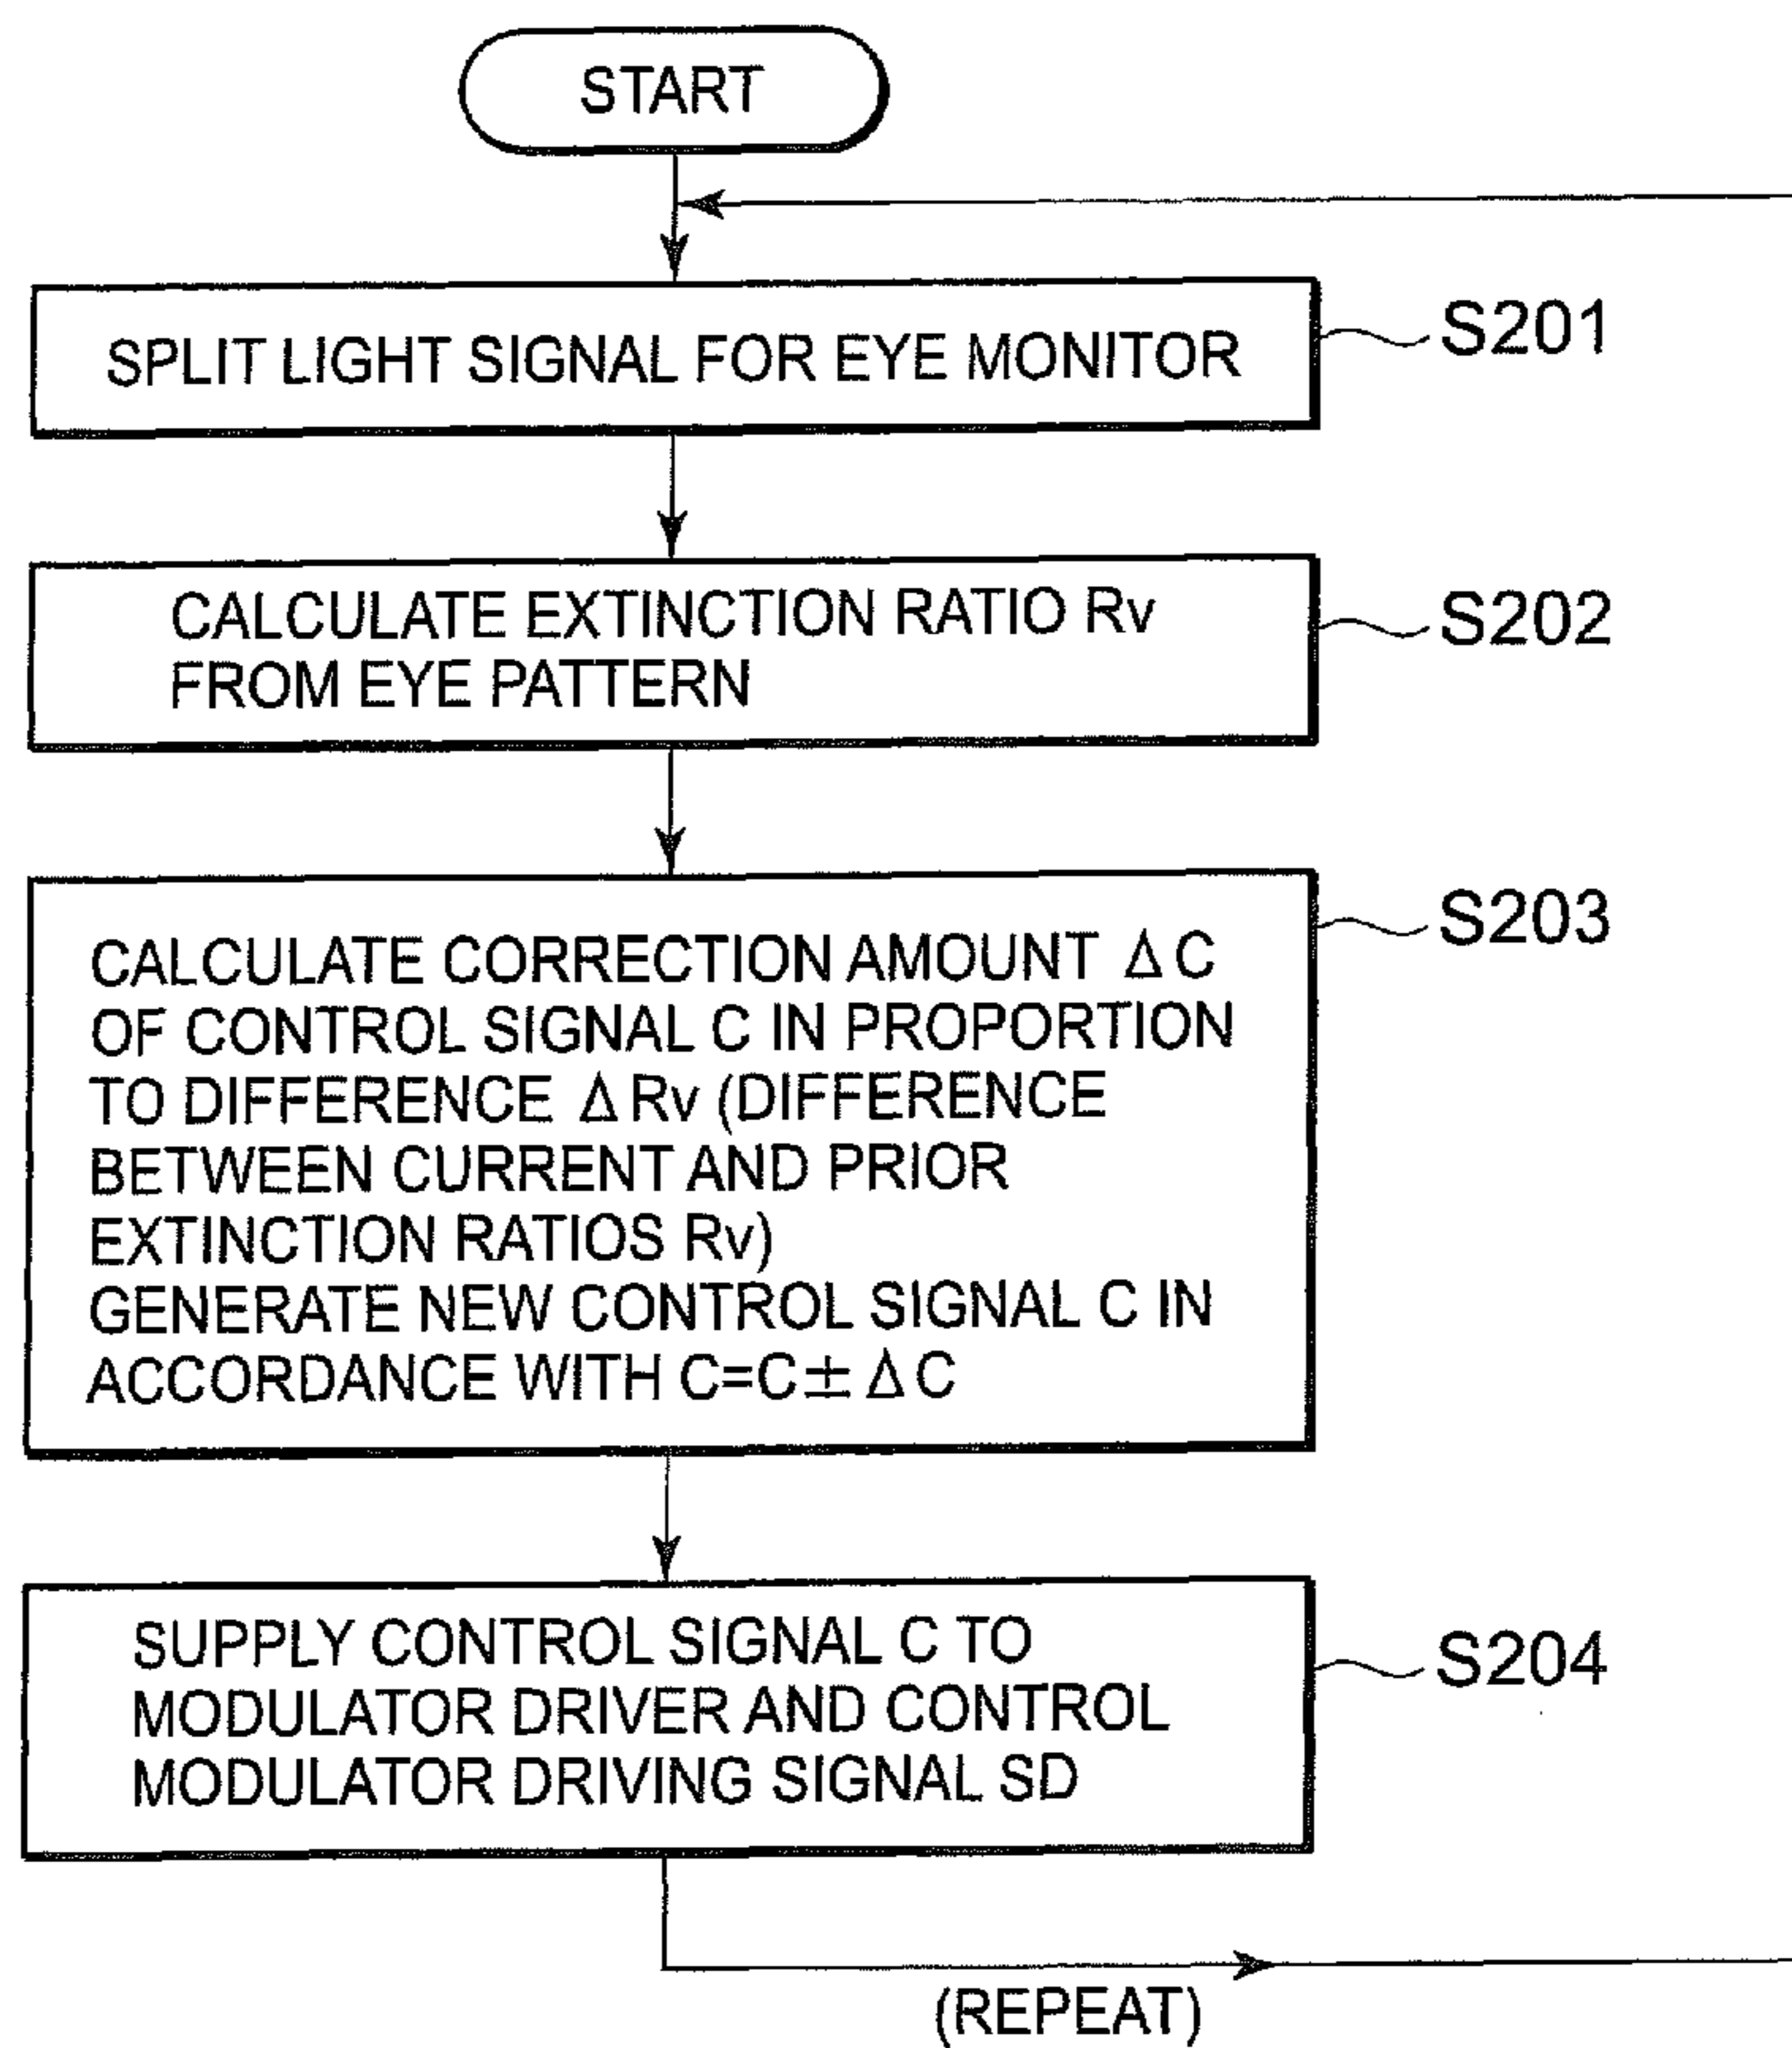 START
SPLIT LIGHT SIGNAL FOR EYE MONITOR
S201
CALCULATE EXTINCTION RATIO Rv
FROM EYE PATTERN
S202
CALCULATE CORRECTION AMOUNT ΔC
OF CONTROL SIGNAL C IN PROPORTION
TO DIFFERENCE ΔRv (DIFFERENCE
BETWEEN CURRENT AND PRIOR
EXTINCTION RATIOS Rv)
GENERATE NEW CONTROL SIGNAL C IN
ACCORDANCE WITH C=C±ΔC
S203
SUPPLY CONTROL SIGNAL C TO
MODULATOR DRIVER AND CONTROL
MODULATOR DRIVING SIGNAL SD
S204
(REPEAT)